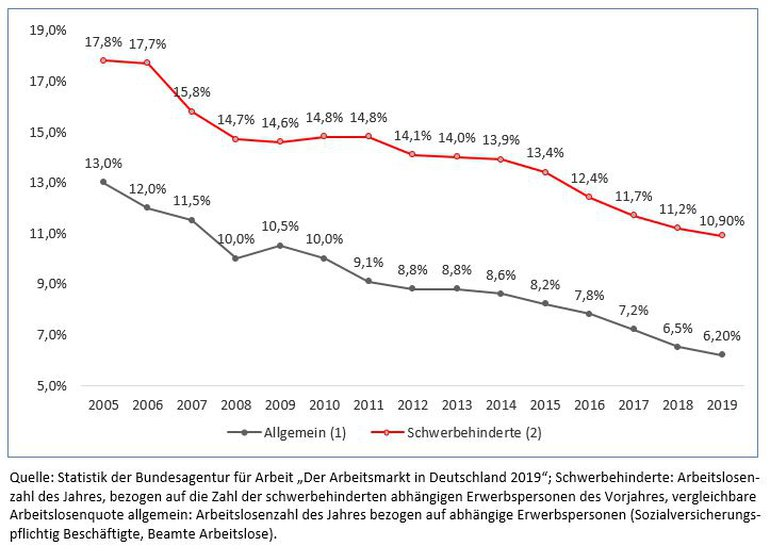 19,0%
17,8% 17,7%
17,0%
15,8%
15,0%
14,7% 14,6% 14,8% 14,8% 14,1% 14,0% 13,9% 13,4% 12,4% 11,7% 11,2% 10,90%
13,0%
13,0% 12,0% 11,5% 10,0% 10,5% 10,0% 9,1% 8,8% 8,8% 8,6% 8,2% 7,8% 7,2% 6,5% 6,20%
11,0%
9,0%
7,0%
5,0%
2005 2006 2007 2008 2009 2010 2011 2012 2013 2014 2015 2016 2017 2018 2019
Allgemein (1) Schwerbehinderte (2)
Quelle: Statistik der Bundesagentur für Arbeit „Der Arbeitsmarkt in Deutschland 2019“; Schwerbehinderte: Arbeitslosen-
zahl des Jahres, bezogen auf die Zahl der schwerbehinderten abhängigen Erwerbspersonen des Vorjahres, vergleichbare
Arbeitslosenquote allgemein: Arbeitslosenzahl des Jahres bezogen auf abhängige Erwerbspersonen (Sozialversicherungs-
pflichtig Beschäftigte, Beamte Arbeitslose).